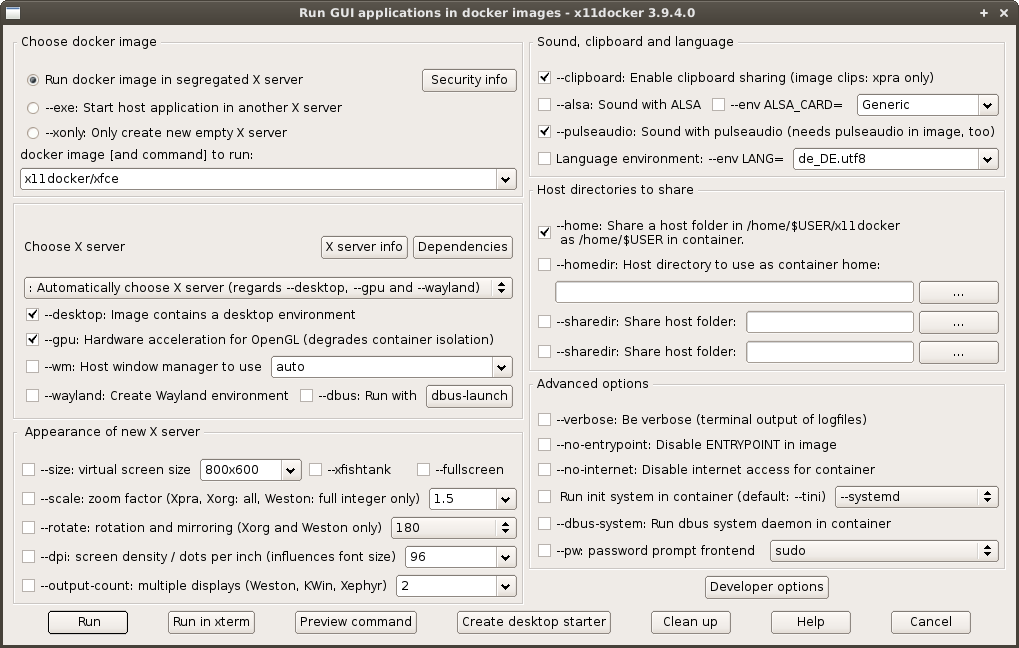 Run GUI applications in docker images - x11docker 3.9.4.0
Choose docker image
Run docker image in segregated X server
Security info
--exe: Start host application in another X server
--xonly: Only create new empty X server
docker image [and command] to run:
x11docker/xfce
Choose X server
X server info
Dependencies
: Automatically choose X server (regards --desktop, --gpu and --wayland)
--desktop: Image contains a desktop environment
--gpu: Hardware acceleration for OpenGL (degrades container isolation)
--wm: Host window manager to use
auto
--wayland: Create Wayland environment
--dbus: Run with
dbus-launch
Appearance of new X server
--size: virtual screen size
800x600
--xfishtank
--fullscreen
--scale: zoom factor (Xpra, Xorg: all, Weston: full integer only)
1.5
--rotate: rotation and mirroring (Xorg and Weston only)
180
--dpi: screen density / dots per inch (influences font size)
96
--output-count: multiple displays (Weston, KWin, Xephyr)
2
Sound, clipboard and language
--clipboard: Enable clipboard sharing (image clips: xpra only)
--alsa: Sound with ALSA
--env ALSA_CARD=
Generic
--pulseaudio: Sound with pulseaudio (needs pulseaudio in image, too)
Language environment: --env LANG=
de_DE.utf8
Host directories to share
--home: Share a host folder in /home/$USER/x11docker
as /home/$USER in container.
--homedir: Host directory to use as container home:
...
--sharedir: Share host folder:
...
--sharedir: Share host folder:
...
Advanced options
--verbose: Be verbose (terminal output of logfiles)
--no-entrypoint: Disable ENTRYPOINT in image
--no-internet: Disable internet access for container
Run init system in container (default: --tini)
--systemd
--dbus-system: Run dbus system daemon in container
--pw: password prompt frontend
sudo
Developer options
Run
Run in xterm
Preview command
Create desktop starter
Clean up
Help
Cancel